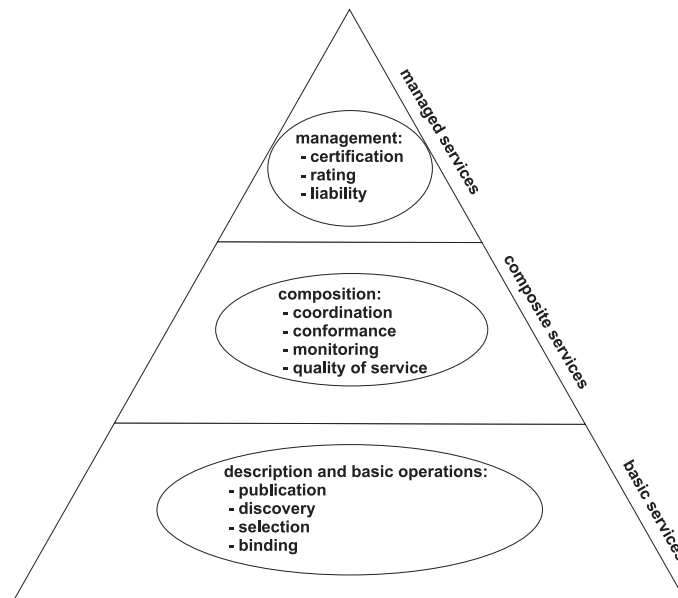 managed services
management:
- certification
- rating
- liability
composite services
composition:
- coordination
- conformance
- monitoring
- quality of service
basic services
description and basic operations:
- publication
- discovery
- selection
- binding